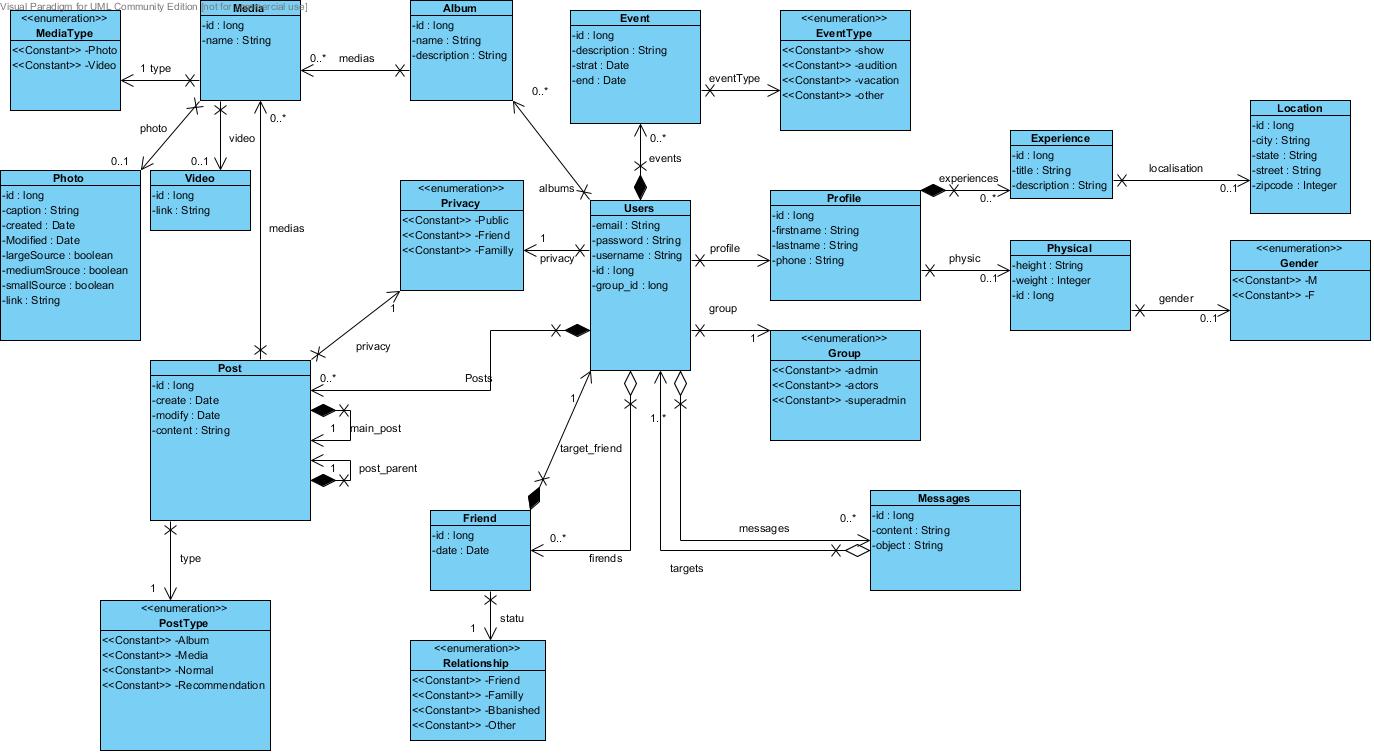 Visual Paradigm for UML Community Edition [not for commercial use]
<<enumeration>>
MediaType
<<Constant>> -Photo
<<Constant>> -Video
Media
-id : long
-name : String
Album
-id : long
-name : String
-description : String
Event
-id : long
-description : String
-strat : Date
-end : Date
<<enumeration>>
EventType
<<Constant>> -show
<<Constant>> -audition
<<Constant>> -vacation
<<Constant>> -other
1 type
0..* medias
eventType
photo
0..1
video
0..1
0..*
medias
0..*
albums
0..*
events
Photo
-id : long
-caption : String
-created : Date
-Modified : Date
-largeSource : boolean
-mediumSrouce : boolean
-smallSource : boolean
-link : String
Video
-id : long
-link : String
<<enumeration>>
Privacy
<<Constant>> -Public
<<Constant>> -Friend
<<Constant>> -Familly
1
privacy
Users
-email : String
-password : String
-username : String
-id : long
-group_id : long
profile
Profile
-id : long
-firstname : String
-lastname : String
-phone : String
experiences
0..*
Experience
-id : long
-title : String
-description : String
localisation
0..1
Location
-id : long
-city : String
-state : String
-street : String
-zipcode : Integer
physic
0..1
Physical
-height : String
-weight : Integer
-id : long
gender
0..1
<<enumeration>>
Gender
<<Constant>> -M
<<Constant>> -F
group
1
<<enumeration>>
Group
<<Constant>> -admin
<<Constant>> -actors
<<Constant>> -superadmin
1
privacy
0..*
Posts
Post
-id : long
-create : Date
-modify : Date
-content : String
1
main_post
1
post_parent
type
1
<<enumeration>>
PostType
<<Constant>> -Album
<<Constant>> -Media
<<Constant>> -Normal
<<Constant>> -Recommendation
1
target_friend
Friend
-id : long
-date : Date
0..*
firends
statu
1
<<enumeration>>
Relationship
<<Constant>> -Friend
<<Constant>> -Familly
<<Constant>> -Bbanished
<<Constant>> -Other
1..*
messages
0..*
targets
Messages
-id : long
-content : String
-object : String